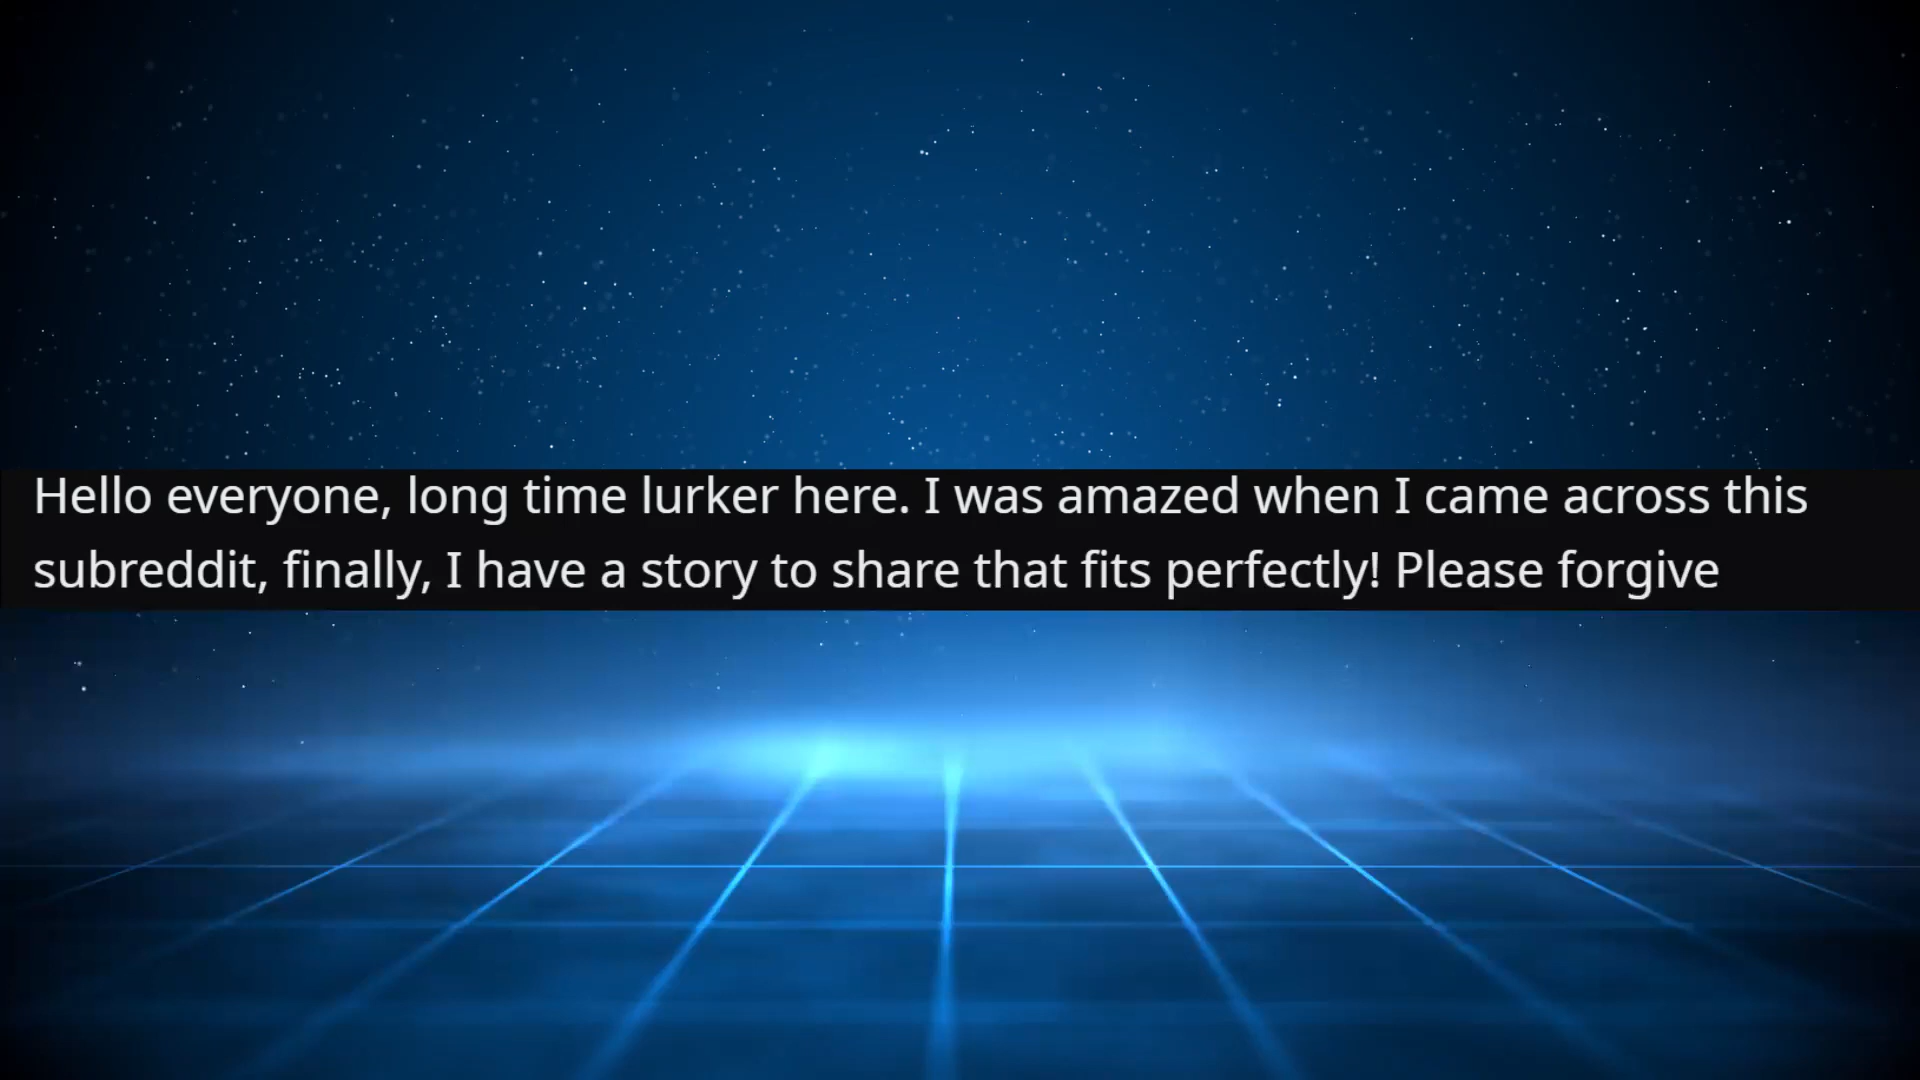 Hello everyone, long time lurker here. I was amazed when I came across this
subreddit, finally, I have a story to share that fits perfectly! Please forgive